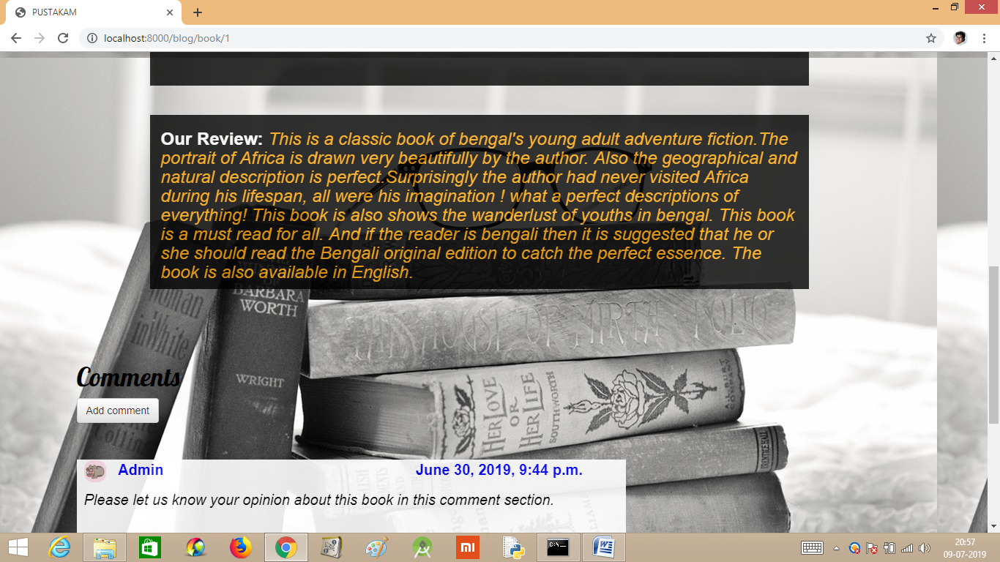 PUSTAKAM
localhost:8000/blog/book/1
Our Review: This is a classic book of bengal's young adult adventure fiction.The
portrait of Africa is drawn very beautifully by the author. Also the geographical and
natural description is perfect.Surprisingly the author had never visited Africa
during his lifespan, all were his imagination ! what a perfect descriptions of
everything! This book is also shows the wanderlust of youths in bengal. This book
is a must read for all. And if the reader is bengali then it is suggested that he or
she should read the Bengali original edition to catch the perfect essence. The
book is also available in English.
Woman
in White
Collin
BARBARA
WORTH
WRIGHT
THE HOUSE OF MIRTH FOLIO
HER LOVE
OR
HER LIFE
SOUTHWORTH
A.L. BURT
COMPANY
PRENTICE HALL
Comments
Add comment
Admin
June 30, 2019, 9:44 p.m.
Please let us know your opinion about this book in this comment section.
mi
C:\_
W
20:57
09-07-2019